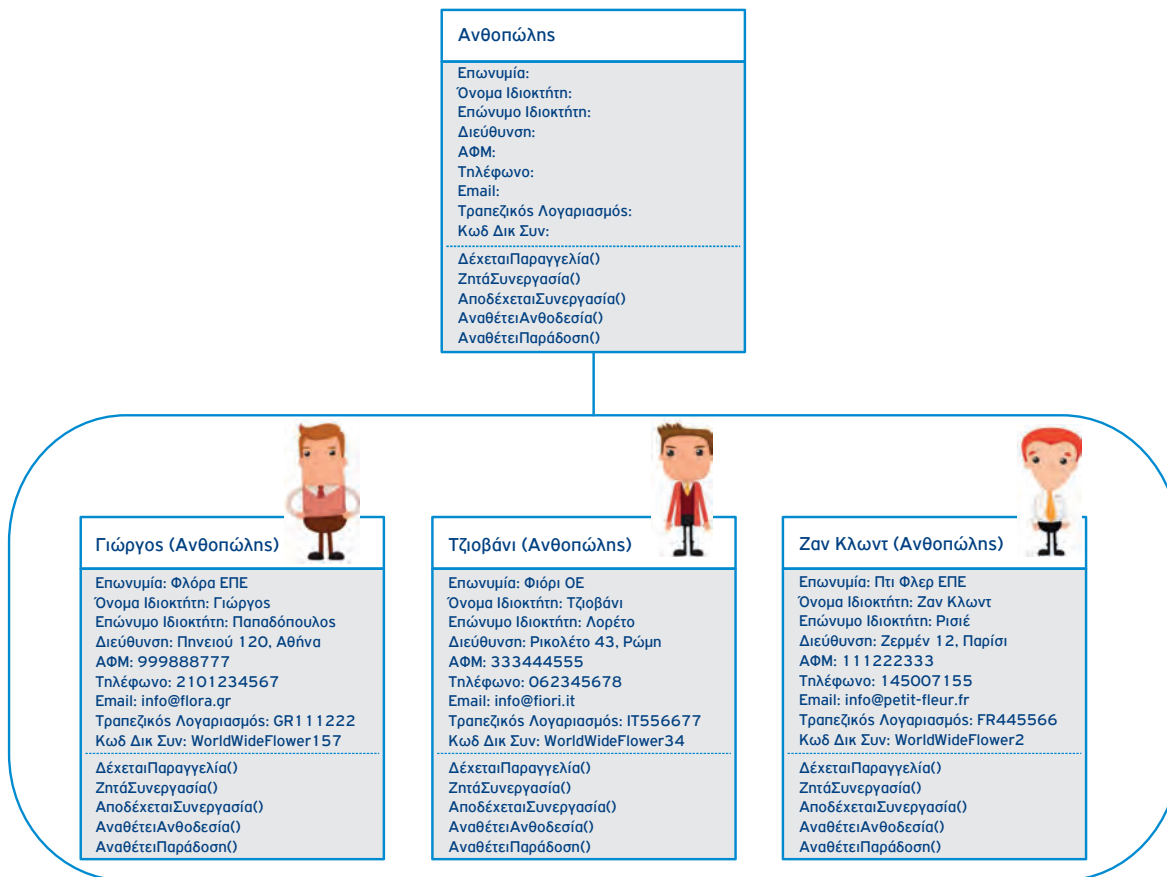 Ανθοπώλης
Επωνυμία:
Όνομα Ιδιοκτήτη:
Επώνυμο Ιδιοκτήτη:
Διεύθυνση:
ΑΦΜ:
Τηλέφωνο:
Email:
Τραπεζικός Λογαριασμός:
Κωδ Δικ Συν:
ΔέχεταιΠαραγγελία()
ΖητάΣυνεργασία()
ΑποδέχεταιΣυνεργασία()
ΑναθέτειΑνθοδεσία()
ΑναθέτειΠαράδοση()
Γιώργος (Ανθοπώλης)
Επωνυμία: Φλόρα ΕΠΕ
Όνομα Ιδιοκτήτη: Γιώργος
Επώνυμο Ιδιοκτήτη: Παπαδόπουλος
Διεύθυνση: Πηνειού 120, Αθήνα
ΑΦΜ: 999888777
Τηλέφωνο: 2101234567
Email: info@flora.gr
Τραπεζικός Λογαριασμός: GR111222
Κωδ Δικ Συν: WorldWideFlower157
ΔέχεταιΠαραγγελία()
ΖητάΣυνεργασία()
ΑποδέχεταιΣυνεργασία()
ΑναθέτειΑνθοδεσία()
ΑναθέτειΠαράδοση()
Τζιοβάνι (Ανθοπώλης)
Επωνυμία: Φιόρι ΟΕ
Όνομα Ιδιοκτήτη: Τζιοβάνι
Επώνυμο Ιδιοκτήτη: Λορέτο
Διεύθυνση: Ρικολέτο 43, Ρώμη
ΑΦΜ: 333444555
Τηλέφωνο: 062345678
Email: info@fiori.it
Τραπεζικός Λογαριασμός: IT556677
Κωδ Δικ Συν: WorldWideFlower34
ΔέχεταιΠαραγγελία()
ΖητάΣυνεργασία()
ΑποδέχεταιΣυνεργασία()
ΑναθέτειΑνθοδεσία()
ΑναθέτειΠαράδοση()
Ζαν Κλωντ (Ανθοπώλης)
Επωνυμία: Πτι Φλερ ΕΠΕ
Όνομα Ιδιοκτήτη: Ζαν Κλωντ
Επώνυμο Ιδιοκτήτη: Ρισιέ
Διεύθυνση: Ζερμέν 12, Παρίσι
ΑΦΜ: 111222333
Τηλέφωνο: 145007155
Email: info@petit-fleur.fr
Τραπεζικός Λογαριασμός: FR445566
Κωδ Δικ Συν: WorldWideFlower2
ΔέχεταιΠαραγγελία()
ΖητάΣυνεργασία()
ΑποδέχεταιΣυνεργασία()
ΑναθέτειΑνθοδεσία()
ΑναθέτειΠαράδοση()